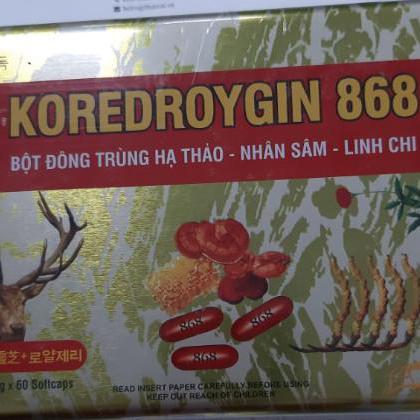 KOREDROYGIN 868
BỘT ĐÔNG TRÙNG HẠ THẢO - NHÂN SÂM - LINH CHI
868
868
868
芝+로얄제리
g x 60 Softcaps
READ INSERT PAPER CAREFULLY BEFORE USING
KEEP OUT REACH OF CHILDREN